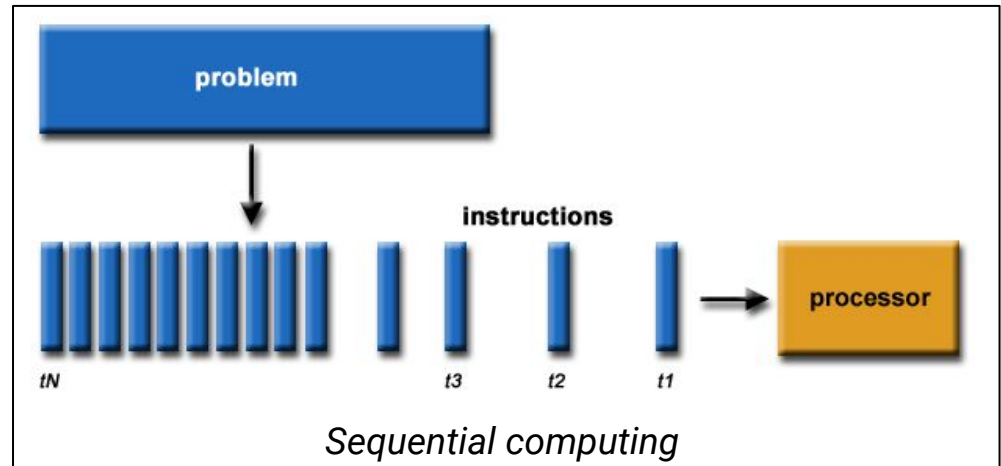 problem
instructions
processor
tN t3 t2 t1
Sequential computing